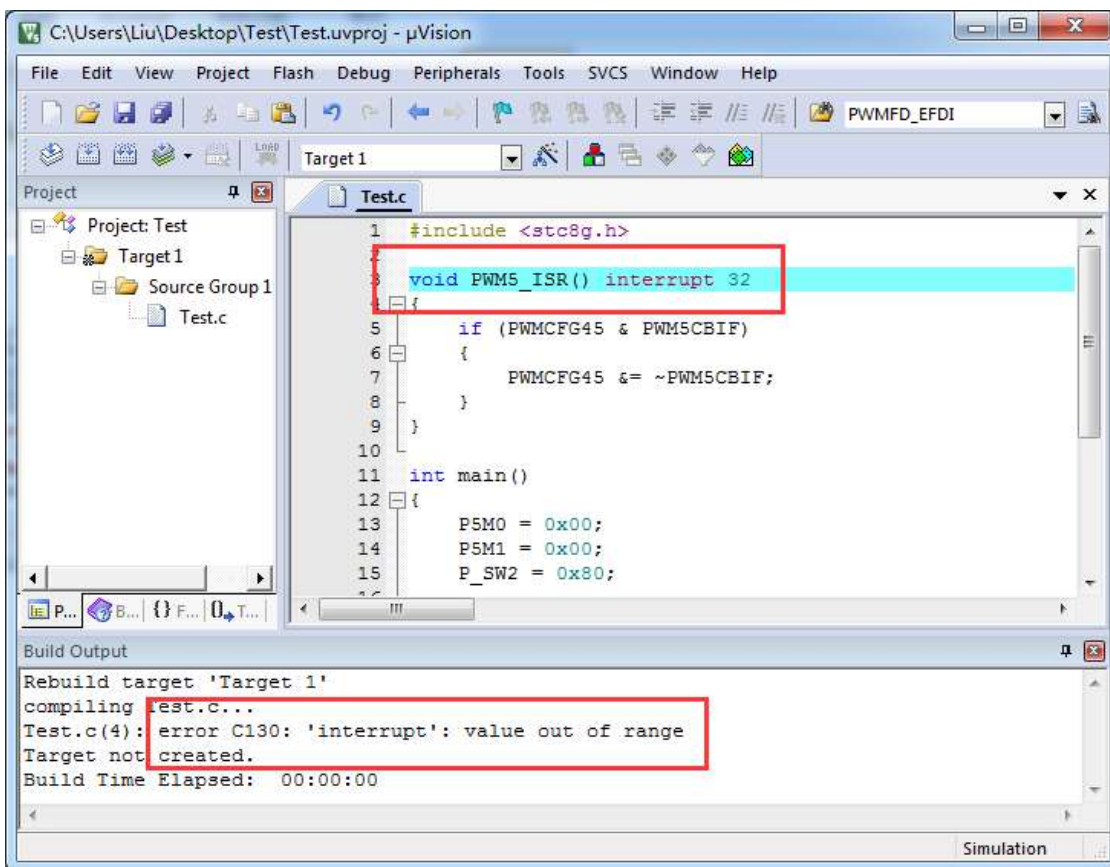 C:\Users\Liu\Desktop\Test\Test.uvproj - µVision
File Edit View Project Flash Debug Peripherals Tools SVCS Window Help
PWMFD_EFDI
LOAD
Target 1
Project
Project: Test
Target 1
Source Group 1
Test.c
P... B... {} F... T...
Test.c
1 #include <stc8g.h>
2
3 void PWM5_ISR() interrupt 32
4 {
5 if (PWMCFG45 & PWM5CBIF)
6 {
7 PWMCFG45 &= ~PWM5CBIF;
8 }
9 }
10
11 int main()
12 {
13 P5M0 = 0x00;
14 P5M1 = 0x00;
15 P_SW2 = 0x80;
Build Output
Rebuild target 'Target 1'
compiling Test.c...
Test.c(4): error C130: 'interrupt': value out of range
Target not created.
Build Time Elapsed: 00:00:00
Simulation